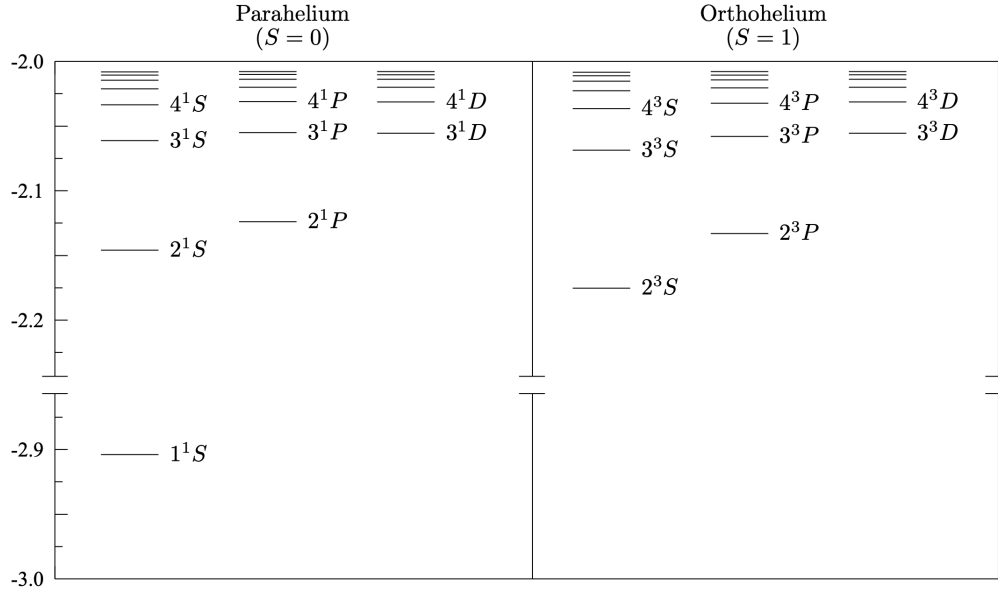 Parahelium
(S = 0)
Orthohelium
(S = 1)
-2.0
4¹S 4¹P 4¹D 4³S 4³P 4³D
3¹S 3¹P 3¹D 3³S 3³P 3³D
-2.1
2¹S 2¹P 2³S 2³P
-2.2
-2.9
1¹S
-3.0